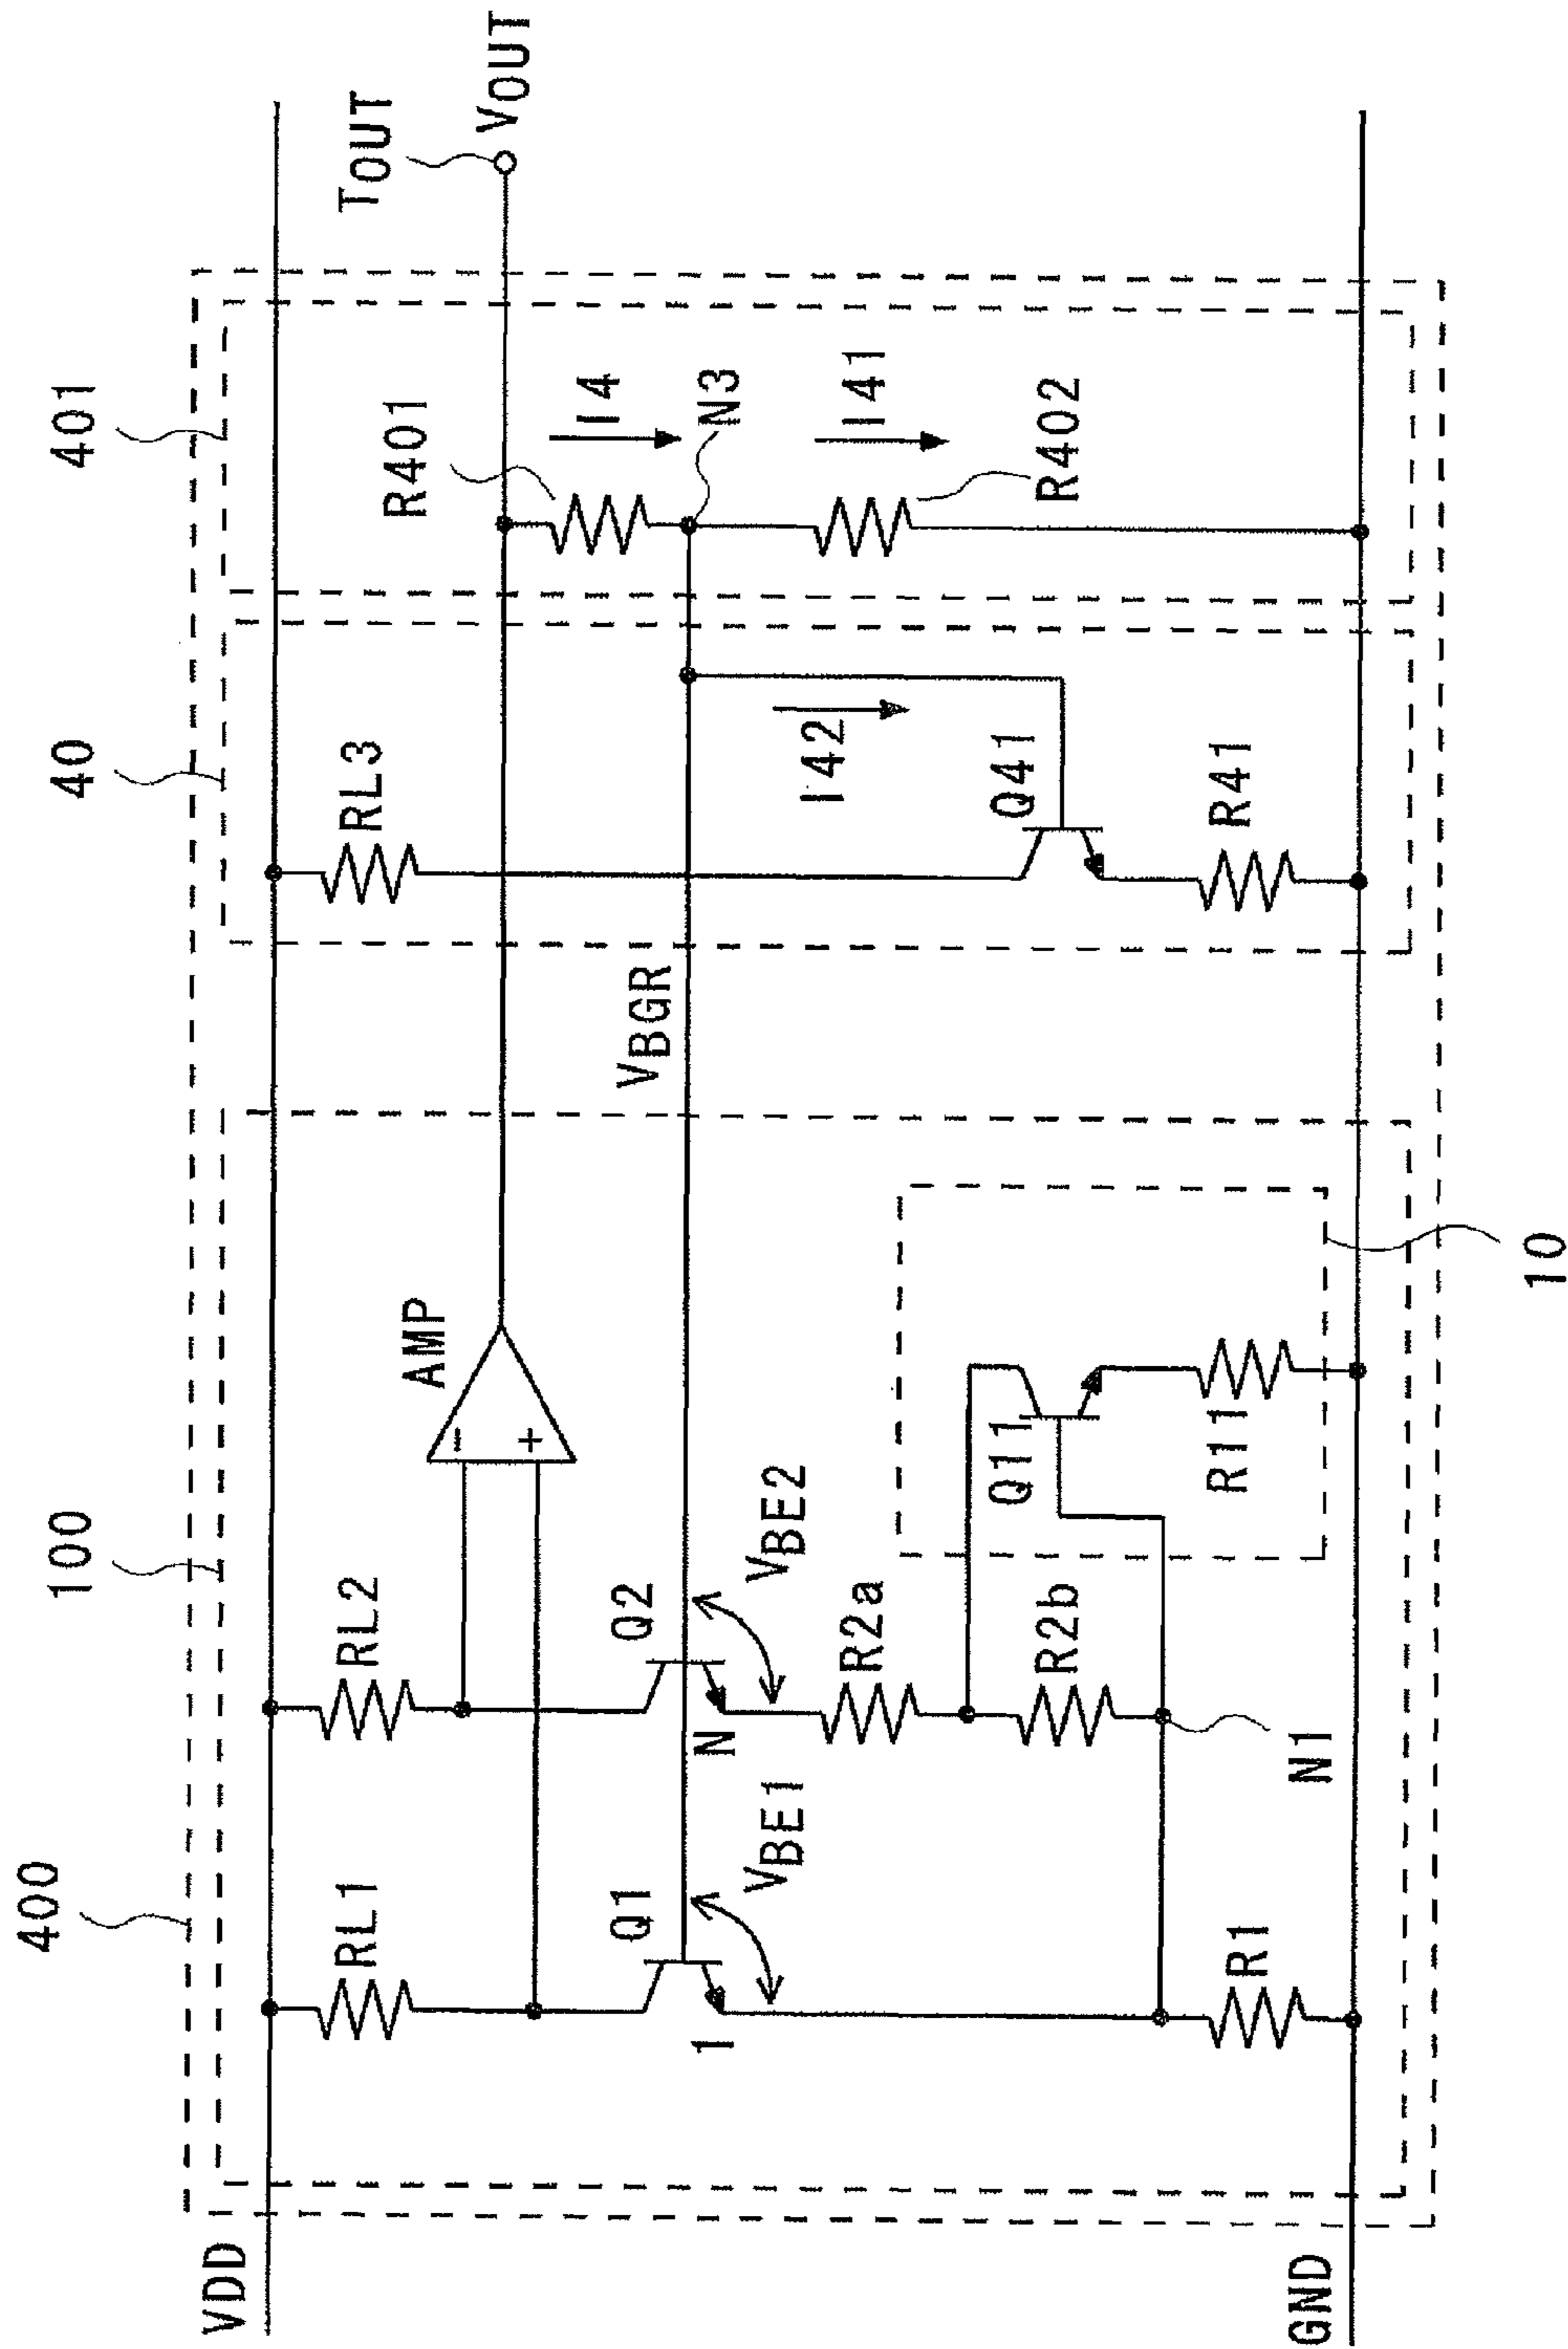 400
100
40
401
VDD
RL1
RL2
AMP
RL3
TOUT
VOUT
-
+
R401
I4
N3
VBGR
Q1
Q2
1
N
VBE1
VBE2
I42
I41
R2a
R2b
Q11
Q41
R402
R1
N1
R11
R41
GND
10